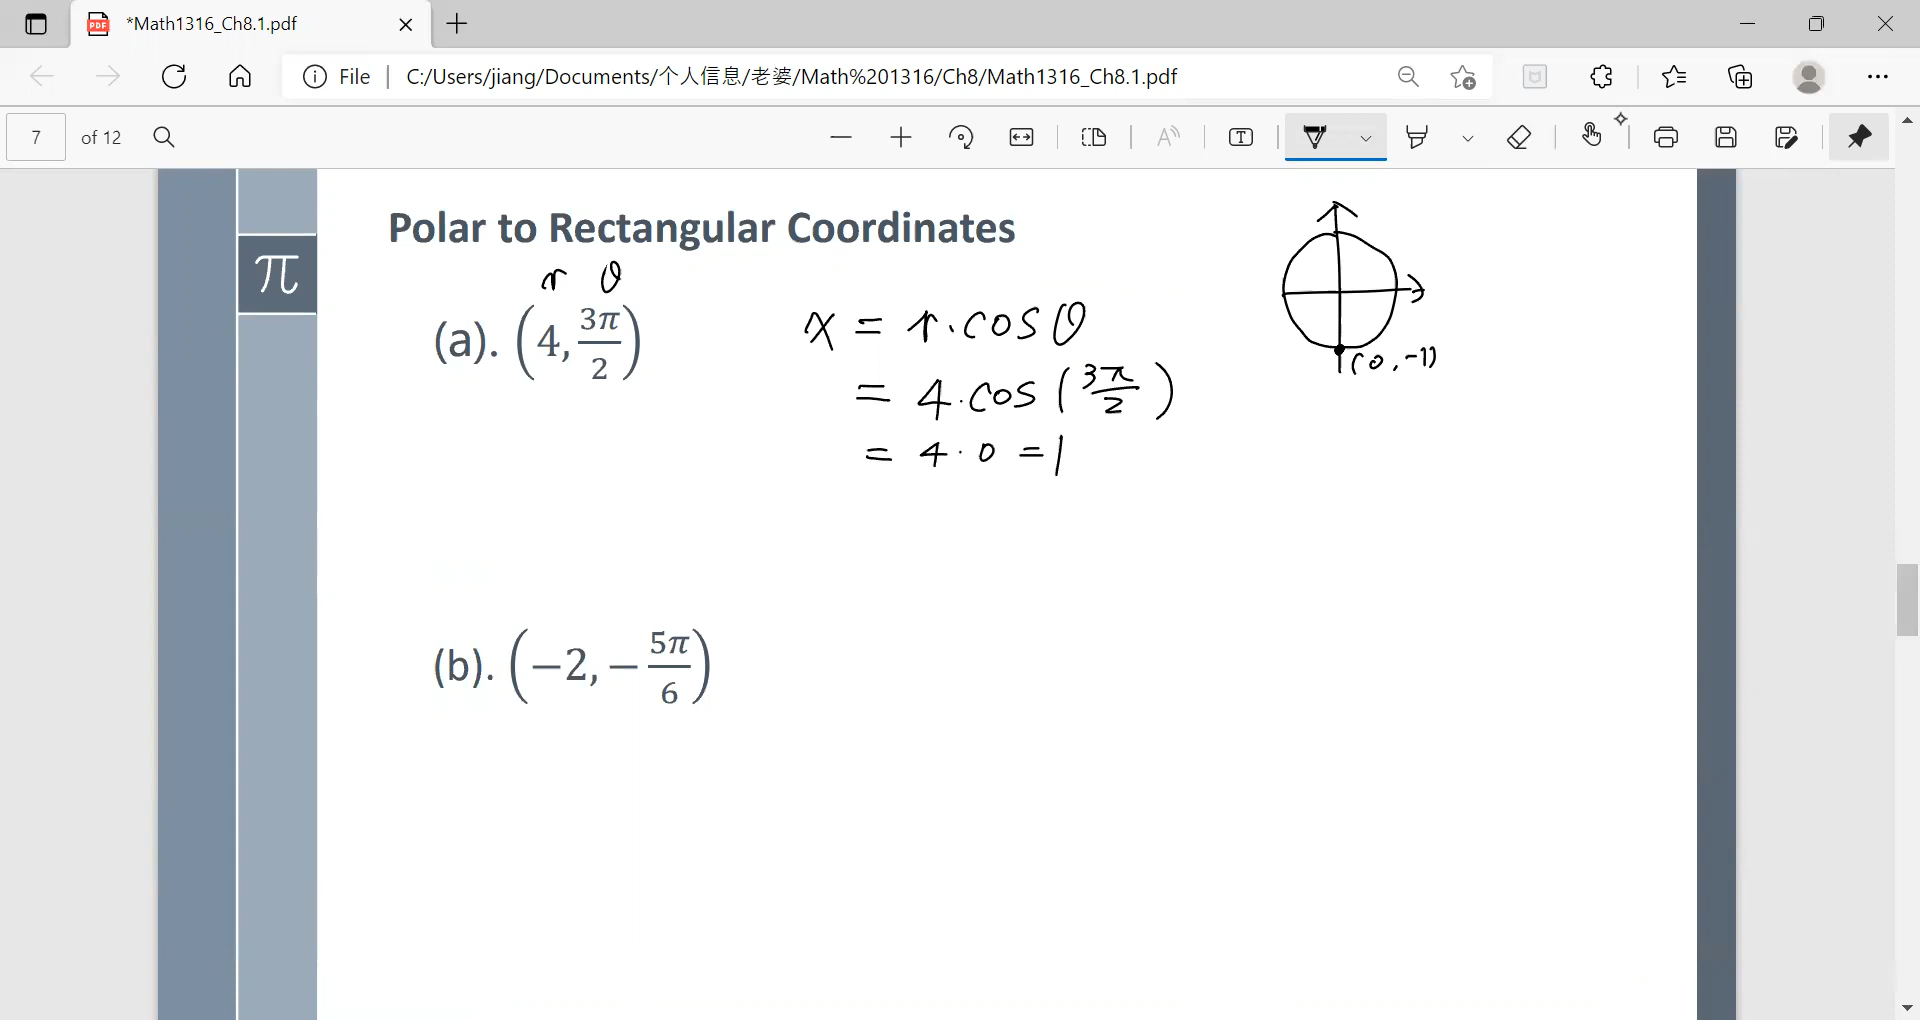 *Math1316_Ch8.1.pdf
File | C:/Users/jiang/Documents/个人信息/老婆/Math%201316/Ch8/Math1316_Ch8.1.pdf
7 of 12
Polar to Rectangular Coordinates
π
r θ
(a). (4, 3π/2)
x = r·cosθ
= 4·cos(3π/2)
= 4·0 = 1
(0,-1)
(b). (−2, −5π/6)